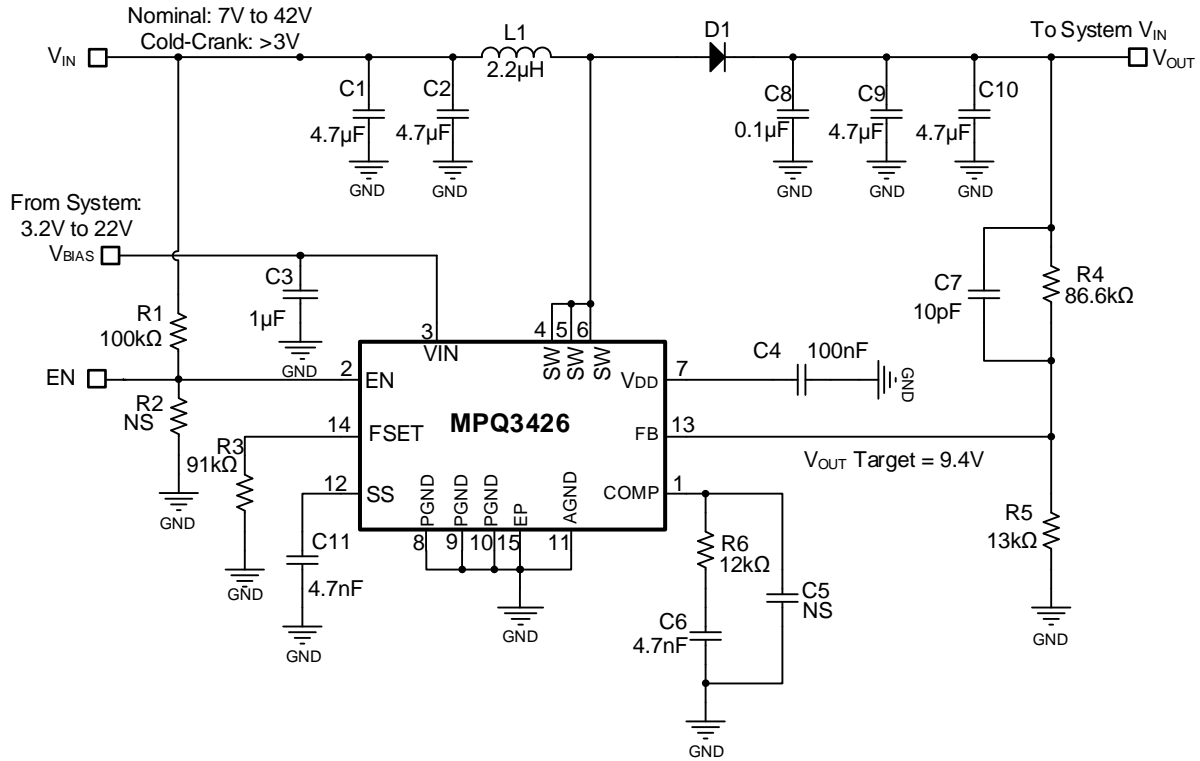 Nominal: 7V to 42V
Cold-Crank: >3V
VIN
L1
2.2µH
D1
To System VIN
VOUT
C1
4.7µF
GND
C2
4.7µF
GND
C8
0.1µF
GND
C9
4.7µF
GND
C10
4.7µF
GND
From System:
3.2V to 22V
VBIAS
C3
1µF
GND
R1
100kΩ
C7
10pF
R4
86.6kΩ
3
VIN
4
SW
5
SW
6
SW
C4
100nF
GND
EN
2
EN
VDD
7
R2
NS
GND
MPQ3426
14
FSET
FB
13
R3
91kΩ
GND
VOUT Target = 9.4V
12
SS
COMP
1
C11
4.7nF
GND
PGND
8
PGND
9
PGND
10
EP
15
AGND
11
GND
R6
12kΩ
C5
NS
C6
4.7nF
GND
R5
13kΩ
GND